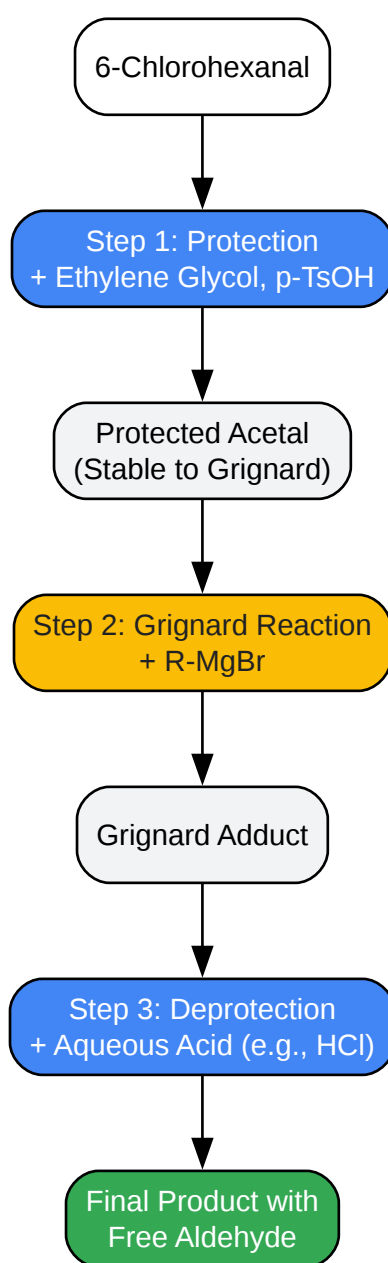 6-Chlorohexanal
Step 1: Protection
+ Ethylene Glycol, p-TsOH
Protected Acetal
(Stable to Grignard)
Step 2: Grignard Reaction
+ R-MgBr
Grignard Adduct
Step 3: Deprotection
+ Aqueous Acid (e.g., HCl)
Final Product with
Free Aldehyde